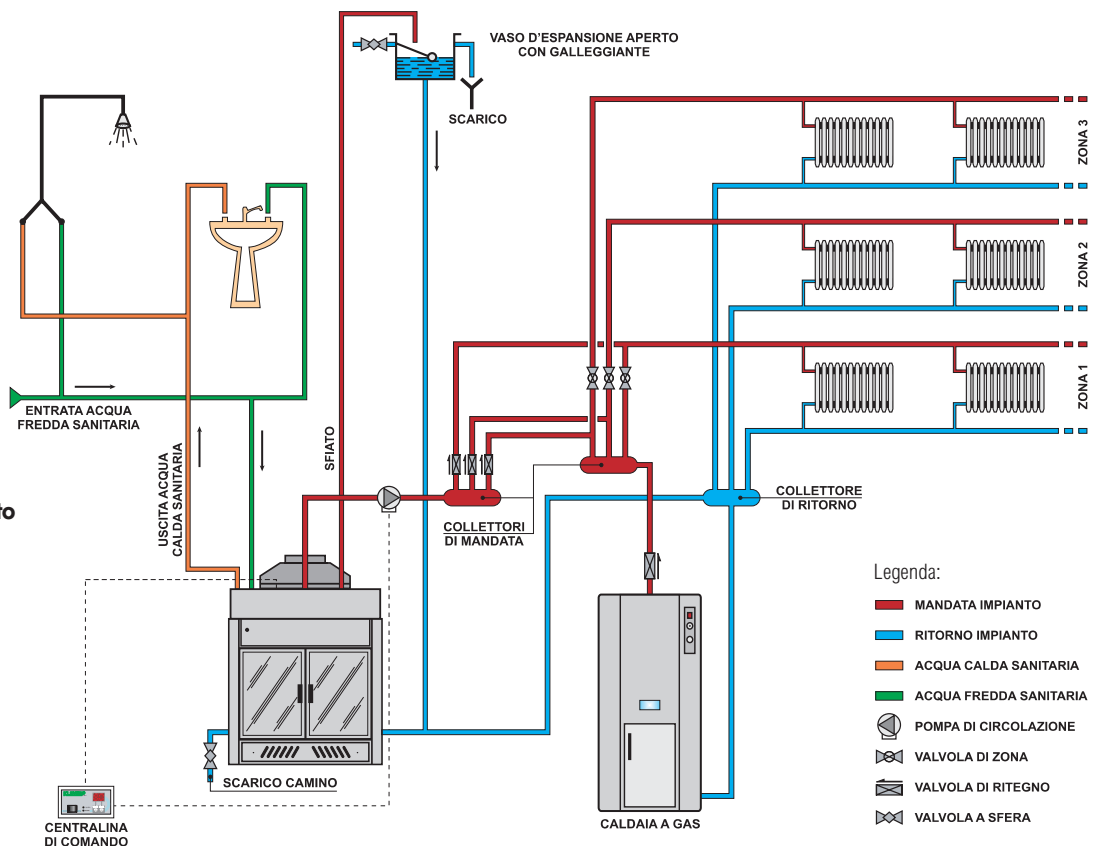 VASO D'ESPANSIONE APERTO
CON GALLEGGIANTE
SCARICO
ZONA 3
ZONA 2
ZONA 1
ENTRATA ACQUA
FREDDA SANITARIA
SFIATO
USCITA ACQUA
CALDA SANITARIA
to
COLLETTORI
DI MANDATA
COLLETTORE
DI RITORNO
SCARICO CAMINO
CENTRALINA
DI COMANDO
CALDAIA A GAS
Legenda:
MANDATA IMPIANTO
RITORNO IMPIANTO
ACQUA CALDA SANITARIA
ACQUA FREDDA SANITARIA
POMPA DI CIRCOLAZIONE
VALVOLA DI ZONA
VALVOLA DI RITEGNO
VALVOLA A SFERA